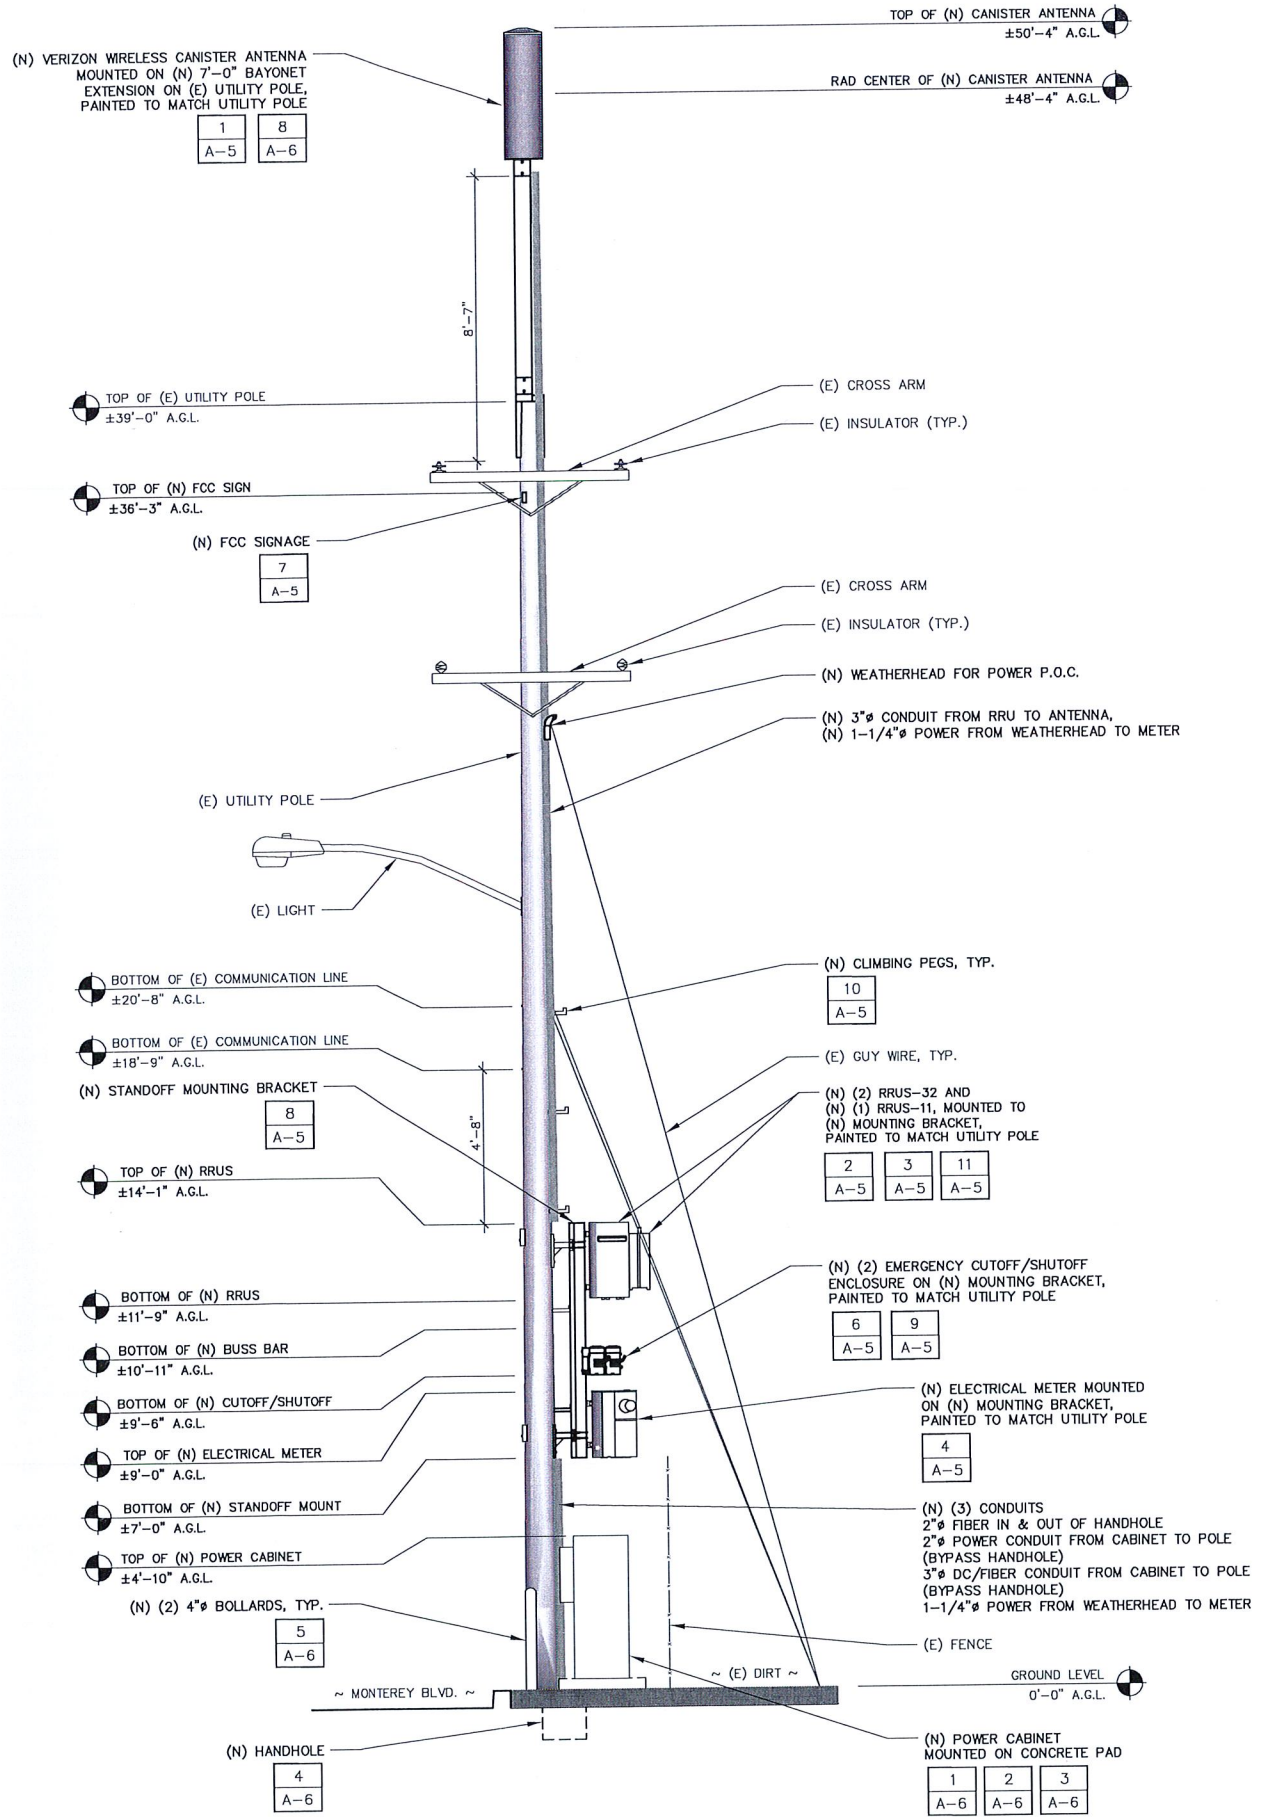 TOP OF (N) CANISTER ANTENNA
±50'-4" A.G.L.
(N) VERIZON WIRELESS CANISTER ANTENNA
MOUNTED ON (N) 7'-0" BAYONET
EXTENSION ON (E) UTILITY POLE,
PAINTED TO MATCH UTILITY POLE
1
A-5
8
A-6
RAD CENTER OF (N) CANISTER ANTENNA
±48'-4" A.G.L.
8'-7"
TOP OF (E) UTILITY POLE
±39'-0" A.G.L.
(E) CROSS ARM
(E) INSULATOR (TYP.)
TOP OF (N) FCC SIGN
±36'-3" A.G.L.
(N) FCC SIGNAGE
7
A-5
(E) CROSS ARM
(E) INSULATOR (TYP.)
(N) WEATHERHEAD FOR POWER P.O.C.
(N) 3"ø CONDUIT FROM RRU TO ANTENNA,
(N) 1-1/4"ø POWER FROM WEATHERHEAD TO METER
(E) UTILITY POLE
(E) LIGHT
BOTTOM OF (E) COMMUNICATION LINE
±20'-8" A.G.L.
(N) CLIMBING PEGS, TYP.
10
A-5
BOTTOM OF (E) COMMUNICATION LINE
±18'-9" A.G.L.
(E) GUY WIRE, TYP.
(N) STANDOFF MOUNTING BRACKET
8
A-5
4'-8"
(N) (2) RRUS-32 AND
(N) (1) RRUS-11, MOUNTED TO
(N) MOUNTING BRACKET,
PAINTED TO MATCH UTILITY POLE
2
A-5
3
A-5
11
A-5
TOP OF (N) RRUS
±14'-1" A.G.L.
(N) (2) EMERGENCY CUTOFF/SHUTOFF
ENCLOSURE ON (N) MOUNTING BRACKET,
PAINTED TO MATCH UTILITY POLE
6
A-5
9
A-5
BOTTOM OF (N) RRUS
±11'-9" A.G.L.
BOTTOM OF (N) BUSS BAR
±10'-11" A.G.L.
BOTTOM OF (N) CUTOFF/SHUTOFF
±9'-6" A.G.L.
(N) ELECTRICAL METER MOUNTED
ON (N) MOUNTING BRACKET,
PAINTED TO MATCH UTILITY POLE
4
A-5
TOP OF (N) ELECTRICAL METER
±9'-0" A.G.L.
BOTTOM OF (N) STANDOFF MOUNT
±7'-0" A.G.L.
(N) (3) CONDUITS
2"ø FIBER IN & OUT OF HANDHOLE
2"ø POWER CONDUIT FROM CABINET TO POLE
(BYPASS HANDHOLE)
3"ø DC/FIBER CONDUIT FROM CABINET TO POLE
(BYPASS HANDHOLE)
1-1/4"ø POWER FROM WEATHERHEAD TO METER
TOP OF (N) POWER CABINET
±4'-10" A.G.L.
(N) (2) 4"ø BOLLARDS, TYP.
5
A-6
(E) FENCE
~ (E) DIRT ~
GROUND LEVEL
0'-0" A.G.L.
~ MONTEREY BLVD. ~
(N) HANDHOLE
4
A-6
(N) POWER CABINET
MOUNTED ON CONCRETE PAD
1
A-6
2
A-6
3
A-6